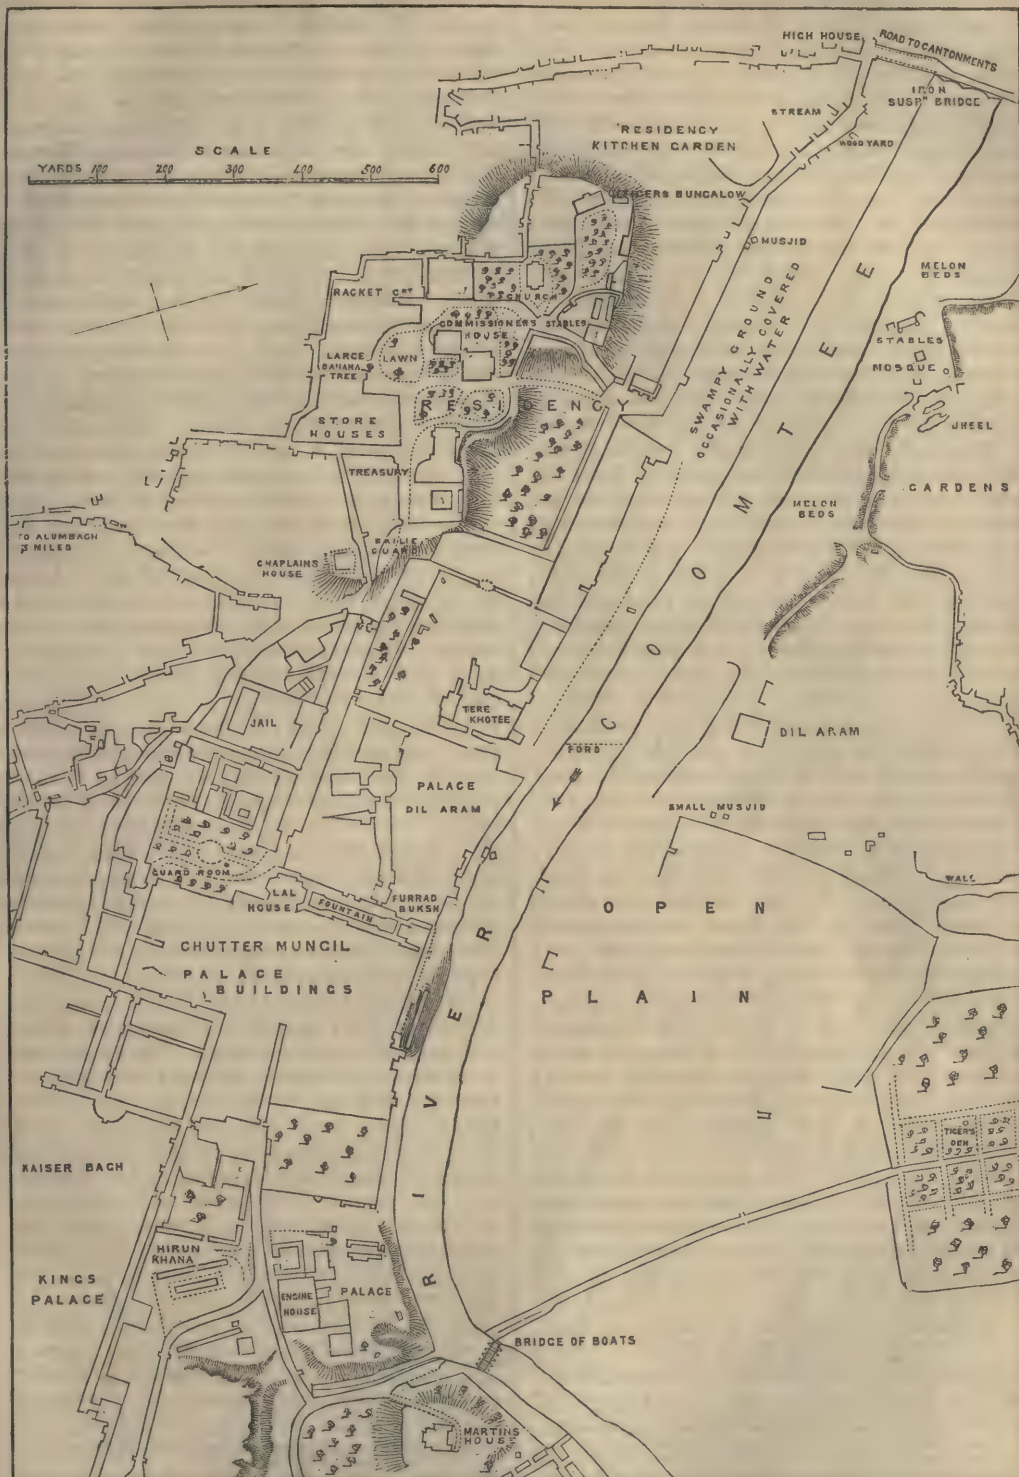 HIGH HOUSE
ROAD TO CANTONMENTS
IRON
SUSPN BRIDGE
STREAM
WOOD YARD
RESIDENCY
KITCHEN GARDEN
SCALE
YARDS 100 200 300 400 500 600
OFFICERS BUNGALOW
MUSJID
MELON
BEDS
RACKET CRT
CHURCH
COMMISSIONERS
HOUSE
STABLES
SWAMPY GROUND
OCCASIONALLY COVERED
WITH WATER
STABLES
MOSQUE
LARGE
BANANA
TREE
LAWN
RESIDENCY
JHEEL
STORE
HOUSES
TREASURY
GARDENS
MELON
BEDS
TO ALUMBAGH
MILES
BAILIE
GUARD
CHAPLAINS
HOUSE
RIVER GOOMTEE
JAIL
TERE
KHOTEE
FORD
DIL ARAM
PALACE
DIL ARAM
SMALL MUSJID
GUARD ROOM
LAL
HOUSE
FOUNTAIN
FURRAD
BUKSH
WALL
OPEN
PLAIN
CHUTTER MUNGIL
PALACE
BUILDINGS
TIGER'S
DEN
KAISER BAGH
HIRUN
KHANA
KINGS
PALACE
ENGINE
HOUSE
PALACE
BRIDGE OF BOATS
MARTINS
HOUSE